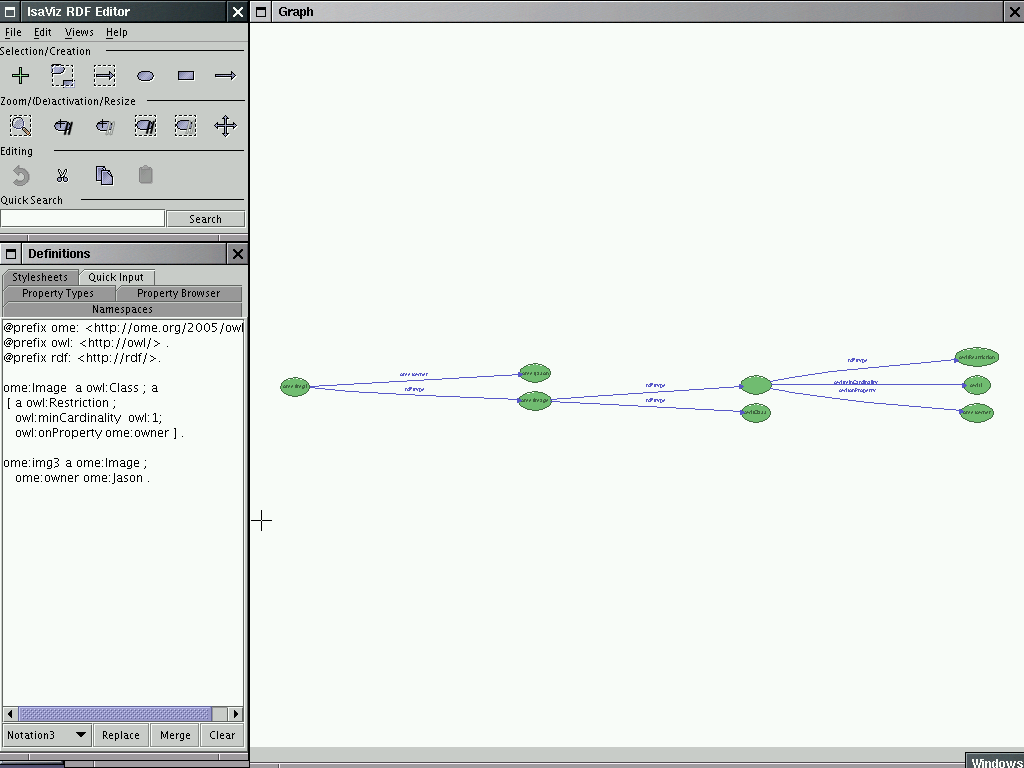 IsaViz RDF Editor
File Edit Views Help
Selection/Creation
Zoom/(De)activation/Resize
Editing
Quick Search
Search
Definitions
Stylesheets Quick Input
Property Types Property Browser
Namespaces
@prefix ome: <http://ome.org/2005/owl
@prefix owl: <http://owl/> .
@prefix rdf: <http://rdf/>.
ome:Image a owl:Class ; a
[ a owl:Restriction ;
owl:minCardinality owl:1;
owl:onProperty ome:owner ] .
ome:img3 a ome:Image ;
ome:owner ome:Jason .
Notation3 Replace Merge Clear
Graph
ome:owner
rdf:type
ome:Jason
ome:Image
rdf:type
rdf:type
owl:Class
rdf:type
owl:minCardinality
owl:onProperty
owl:Restriction
owl:1
ome:owner
Windows